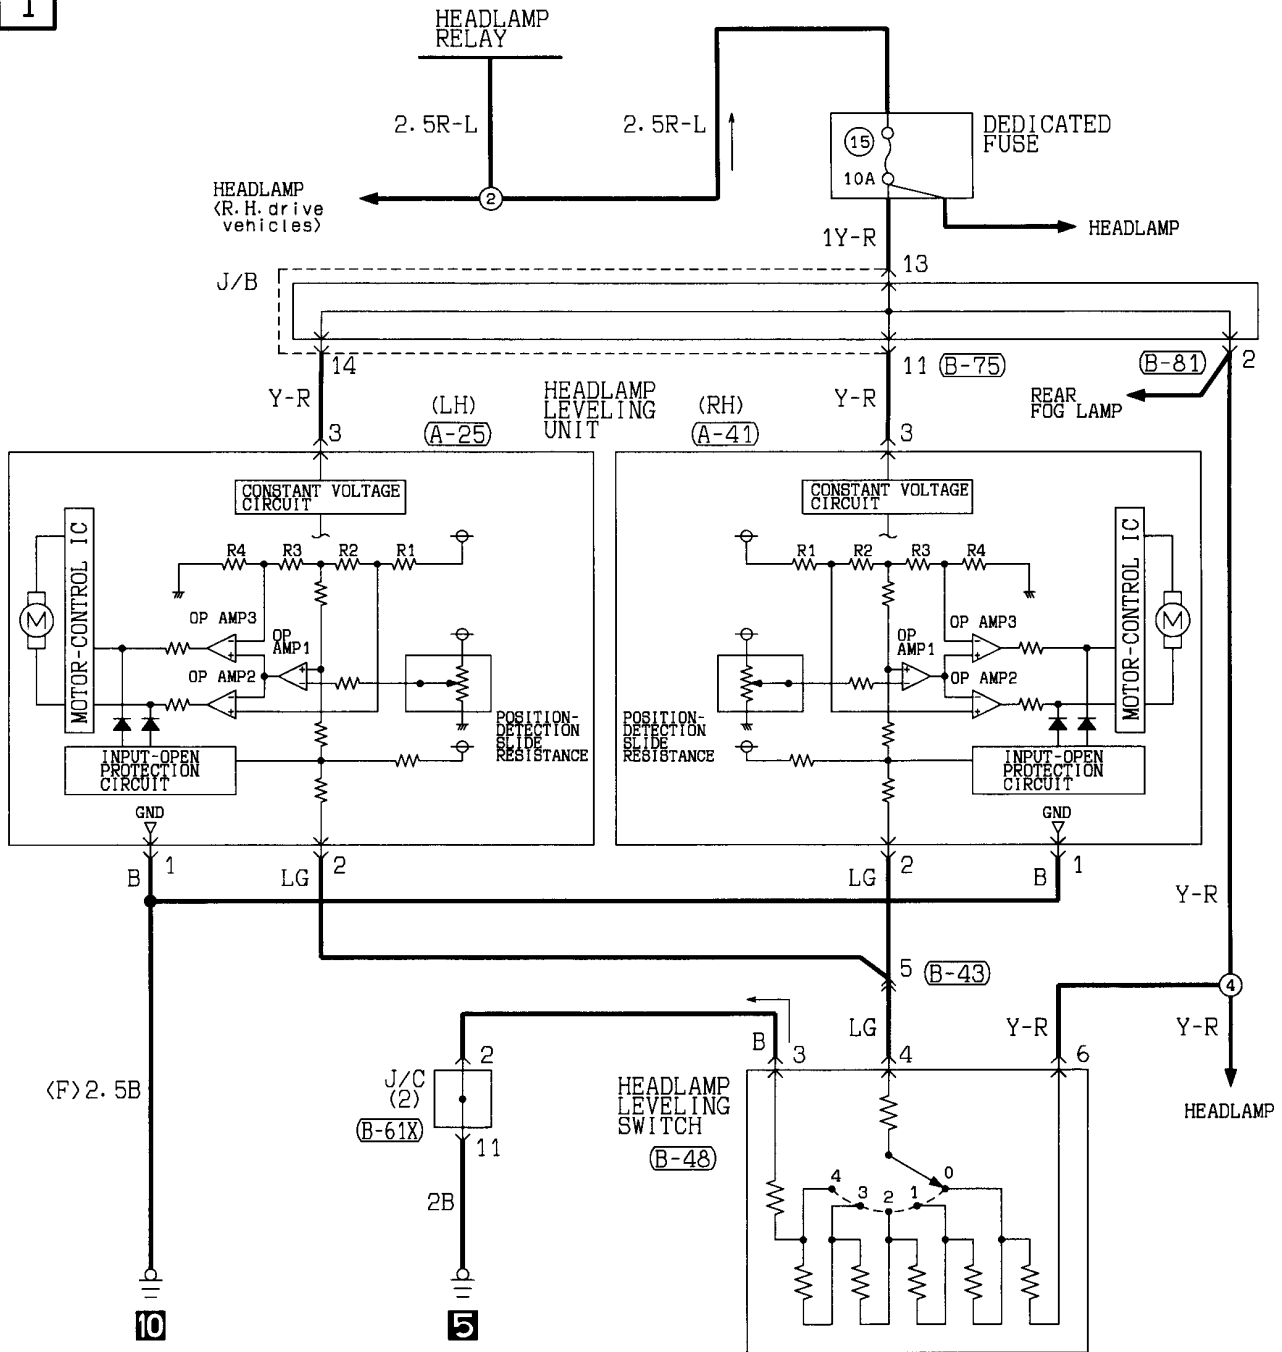 1
HEADLAMP
RELAY
2.5R-L
2.5R-L
15
10A
DEDICATED
FUSE
HEADLAMP
<R.H.drive
vehicles>
2
HEADLAMP
1Y-R
13
J/B
14
11
(B-75)
(B-81)
2
Y-R
HEADLAMP
LEVELING
UNIT
(LH)
(A-25)
(RH)
(A-41)
Y-R
REAR
FOG LAMP
3
3
CONSTANT VOLTAGE
CIRCUIT
CONSTANT VOLTAGE
CIRCUIT
MOTOR-CONTROL IC
R4
R3
R2
R1
R1
R2
R3
R4
MOTOR-CONTROL IC
M
OP AMP3
OP
AMP1
OP AMP2
-
+
+
-
-
+
OP
AMP1
OP AMP3
OP AMP2
+
-
-
+
-
+
M
POSITION-
DETECTION
SLIDE
RESISTANCE
POSITION-
DETECTION
SLIDE
RESISTANCE
INPUT-OPEN
PROTECTION
CIRCUIT
INPUT-OPEN
PROTECTION
CIRCUIT
GND
GND
1
2
2
1
B
LG
LG
B
Y-R
5
(B-43)
4
B
3
LG
4
Y-R
6
Y-R
2
J/C
(2)
(B-61X)
11
HEADLAMP
LEVELING
SWITCH
(B-48)
HEADLAMP
<F>2.5B
2B
4
3
2
1
0
10
5